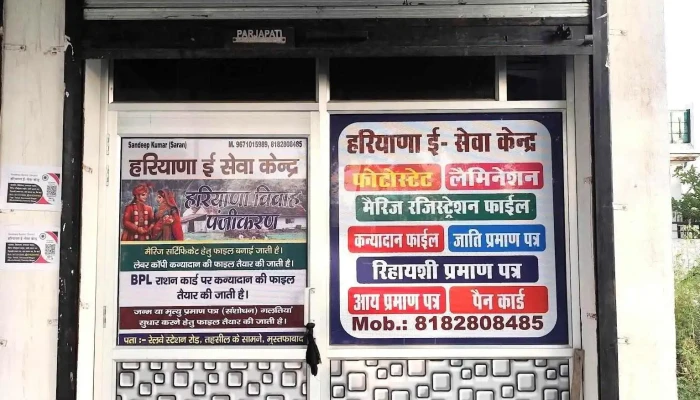 PARJAPATI
Sandeep Kumar (Saran) M. 9671015989, 8182808485
हरियाणा ई सेवा केन्द्र
हरियाणा विवाह
पंजीकरण
मैरिज सर्टिफिकेट हेतु फाइल बनाई जाती है।
लेबर कॉपी कन्यादान की फाइल तैयार की जाती है।
BPL राशन कार्ड पर कन्यादान की फाइल
तैयार की जाती है।
जन्म या मृत्यु प्रमाण पत्र (संशोधन) गलतियां
सुधार करने हेतु फाइल तैयार की जाती है।
पता :– रेलवे स्टेशन रोड, तहसील के सामने, मुस्तफाबाद
हरियाणा ई- सेवा केन्द्र
फोटोस्टेट लैमिनेशन
मैरिज रजिस्ट्रेशन फाईल
कन्यादान फाईल जाति प्रमाण पत्र
रिहायशी प्रमाण पत्र
आय प्रमाण पत्र पैन कार्ड
Mob.: 8182808485